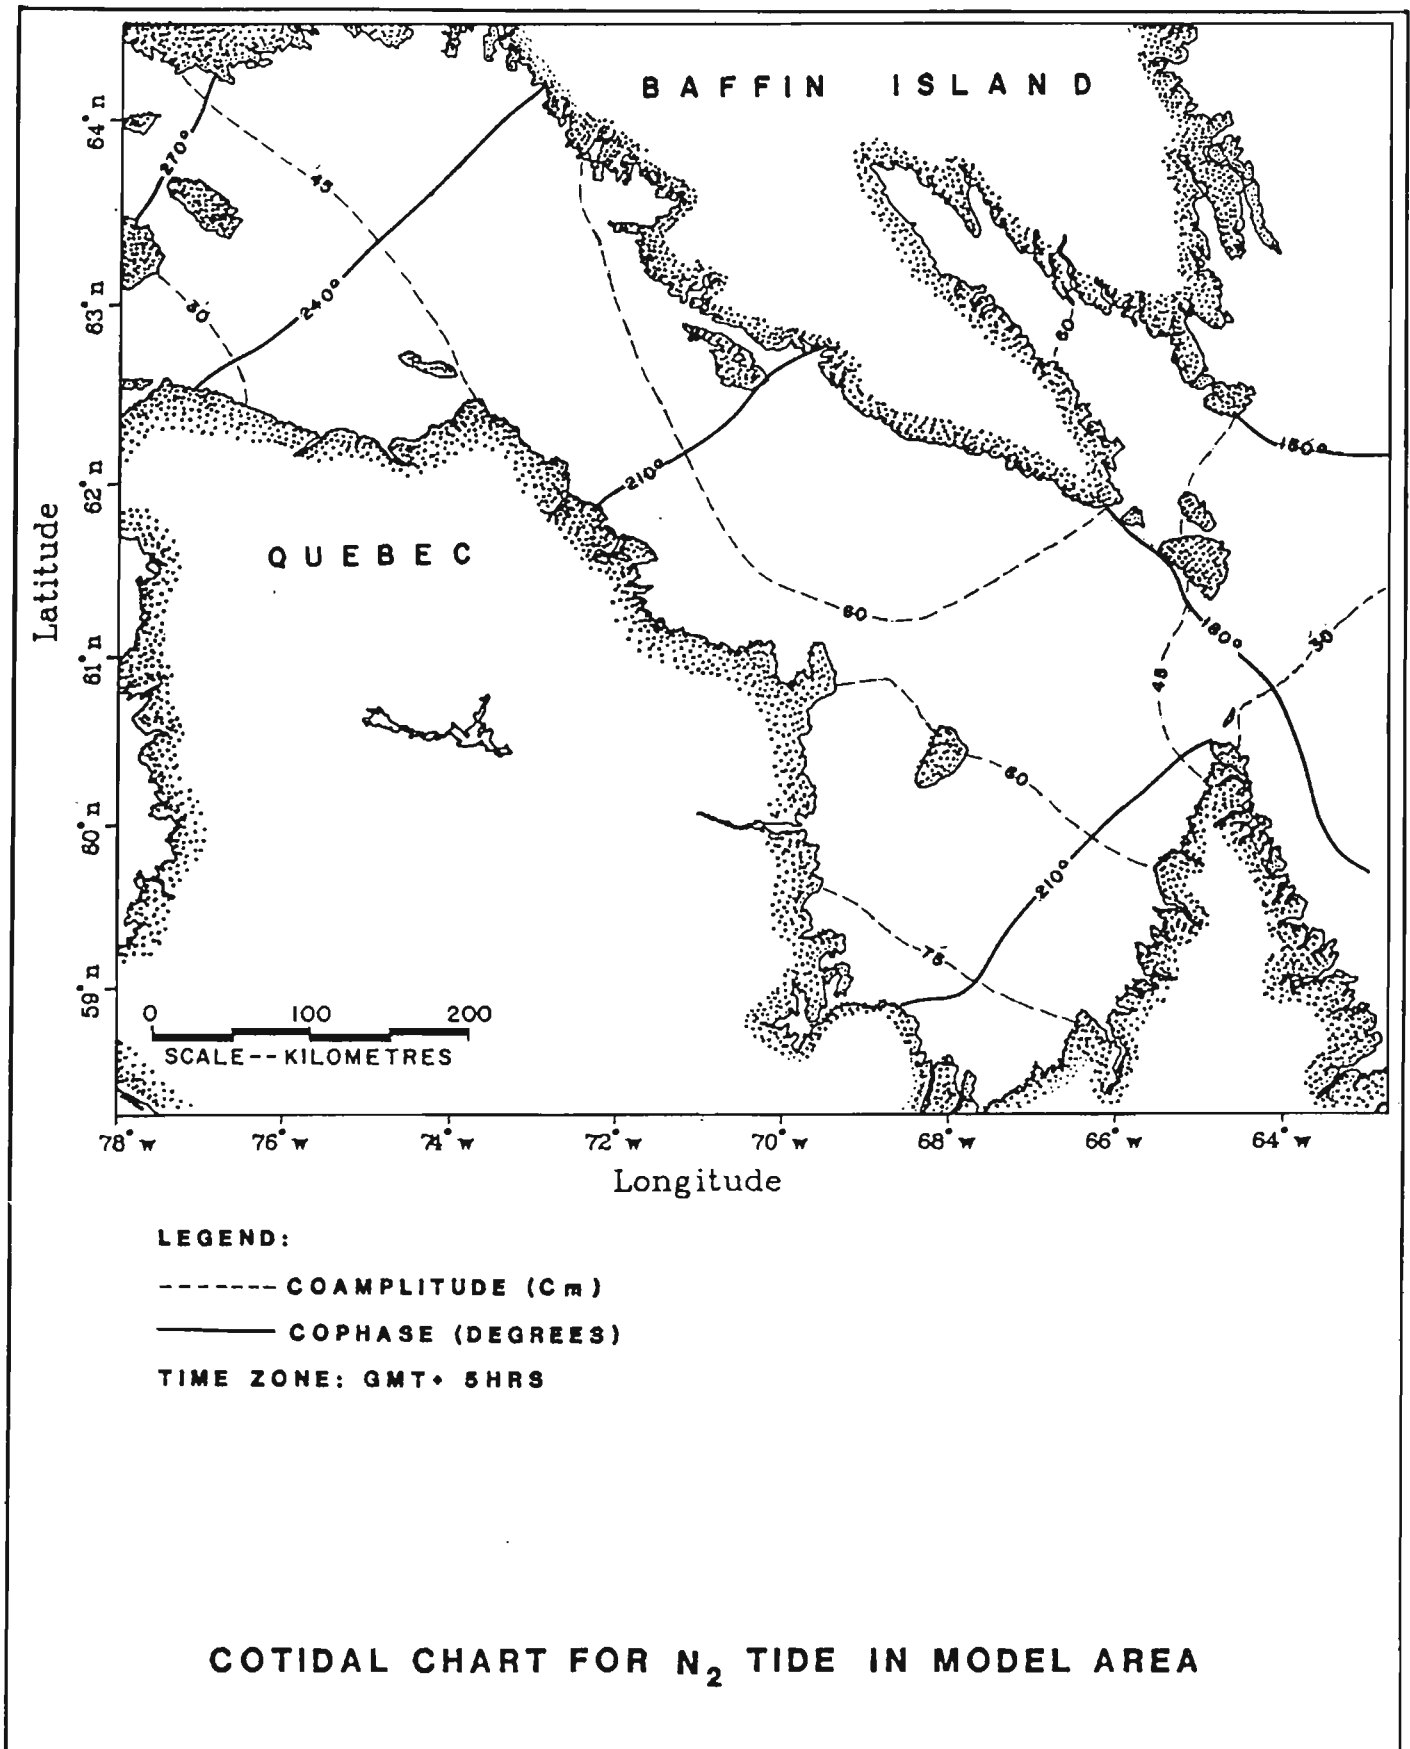 BAFFIN ISLAND
64° n
270°
45
63° n
30
240°
60
150°
62° n
210°
QUEBEC
Latitude
60
180°
30
61° n
45
60
60° n
210°
75
59° n
0 100 200
SCALE--KILOMETRES
78° w 76° w 74° w 72° w 70° w 68° w 66° w 64° w
Longitude
LEGEND:
COAMPLITUDE (Cm)
COPHASE (DEGREES)
TIME ZONE: GMT+ 5HRS
COTIDAL CHART FOR N2 TIDE IN MODEL AREA